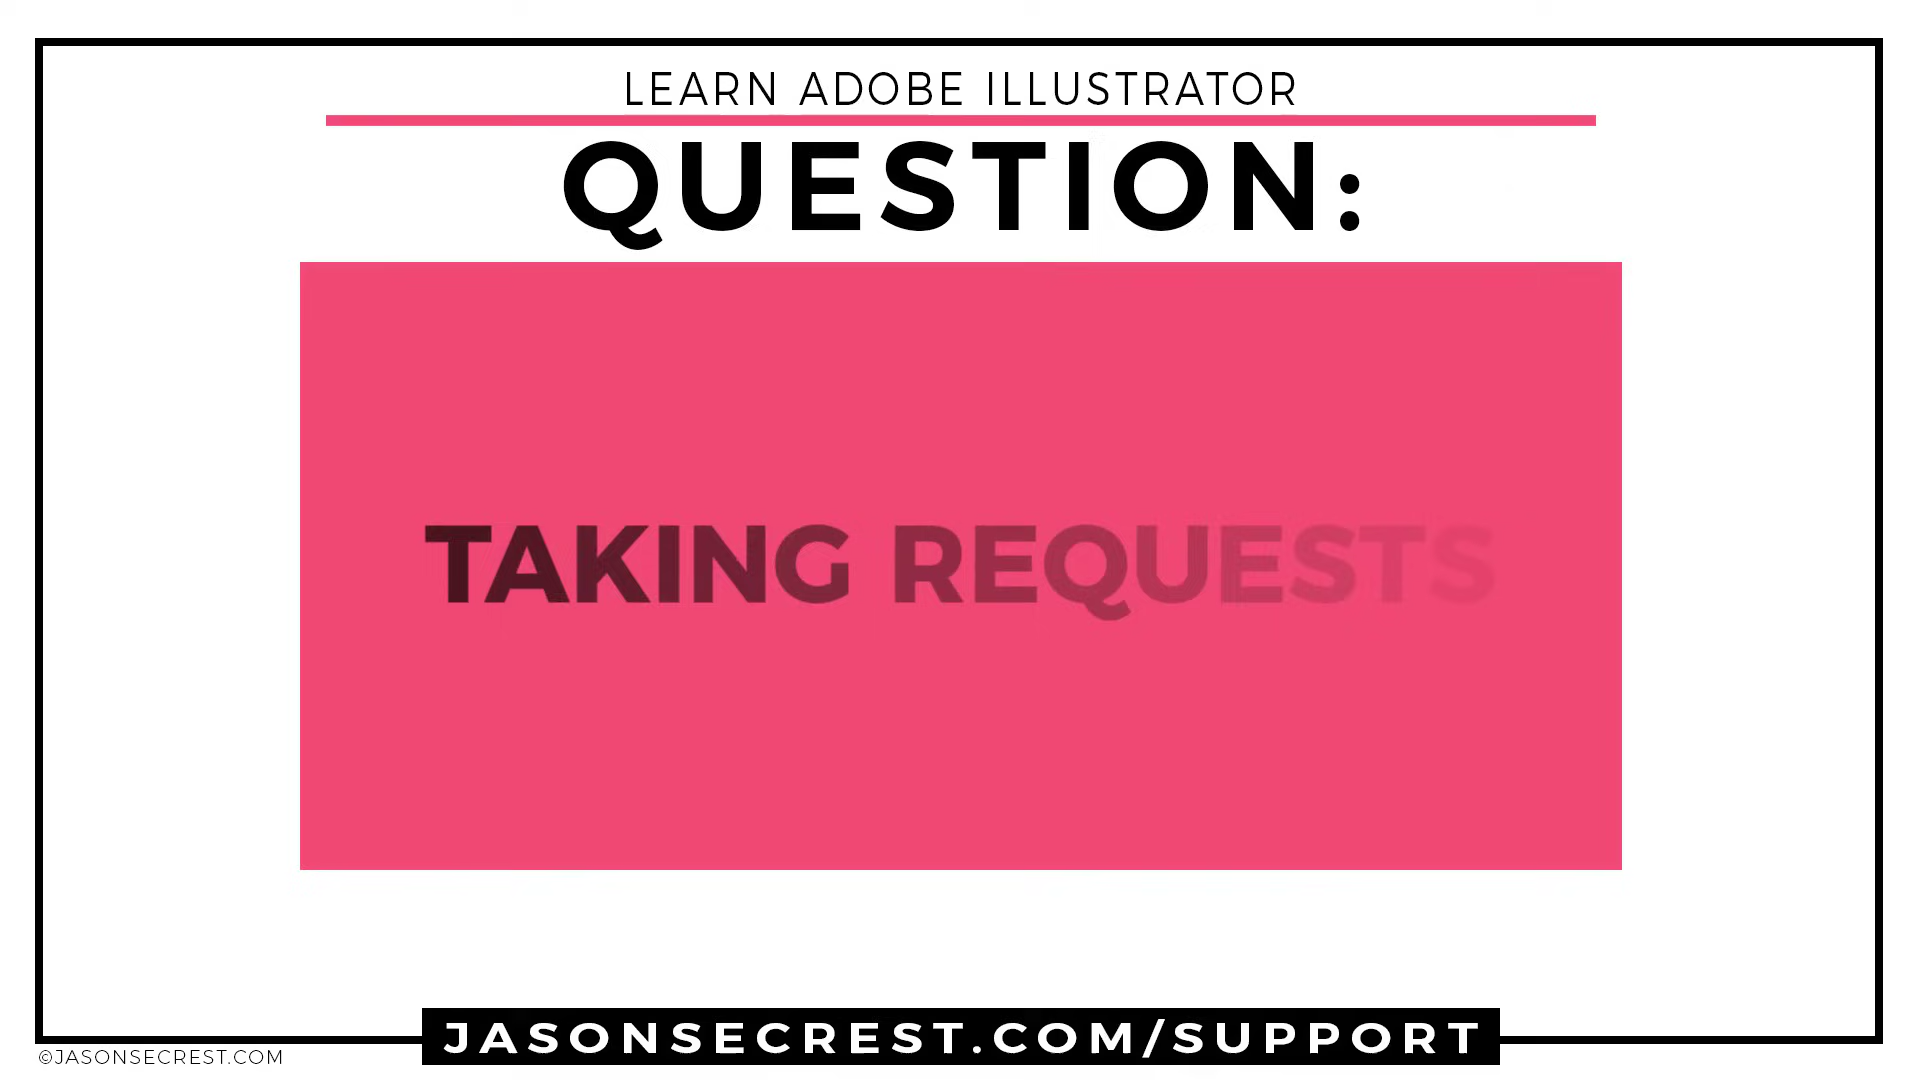 LEARN ADOBE ILLUSTRATOR
QUESTION:
TAKING REQUESTS
JASONSECREST.COM/SUPPORT
©JASONSECREST.COM